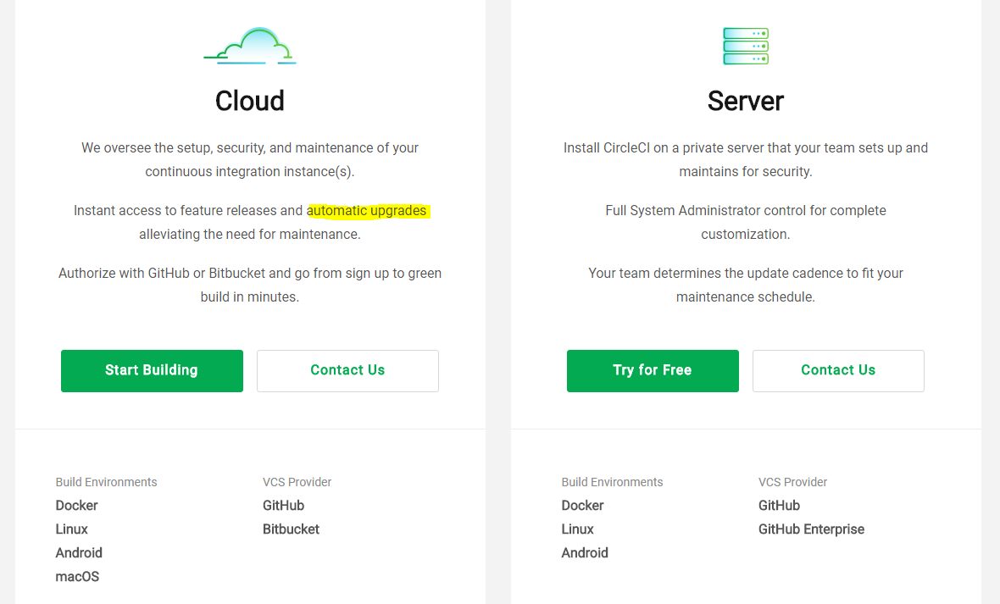 Cloud
We oversee the setup, security, and maintenance of your
continuous integration instance(s).
Instant access to feature releases and automatic upgrades
alleviating the need for maintenance.
Authorize with GitHub or Bitbucket and go from sign up to green
build in minutes.
Start Building
Contact Us
Build Environments
Docker
Linux
Android
macOS
VCS Provider
GitHub
Bitbucket
Server
Install CircleCI on a private server that your team sets up and
maintains for security.
Full System Administrator control for complete
customization.
Your team determines the update cadence to fit your
maintenance schedule.
Try for Free
Contact Us
Build Environments
Docker
Linux
Android
VCS Provider
GitHub
GitHub Enterprise